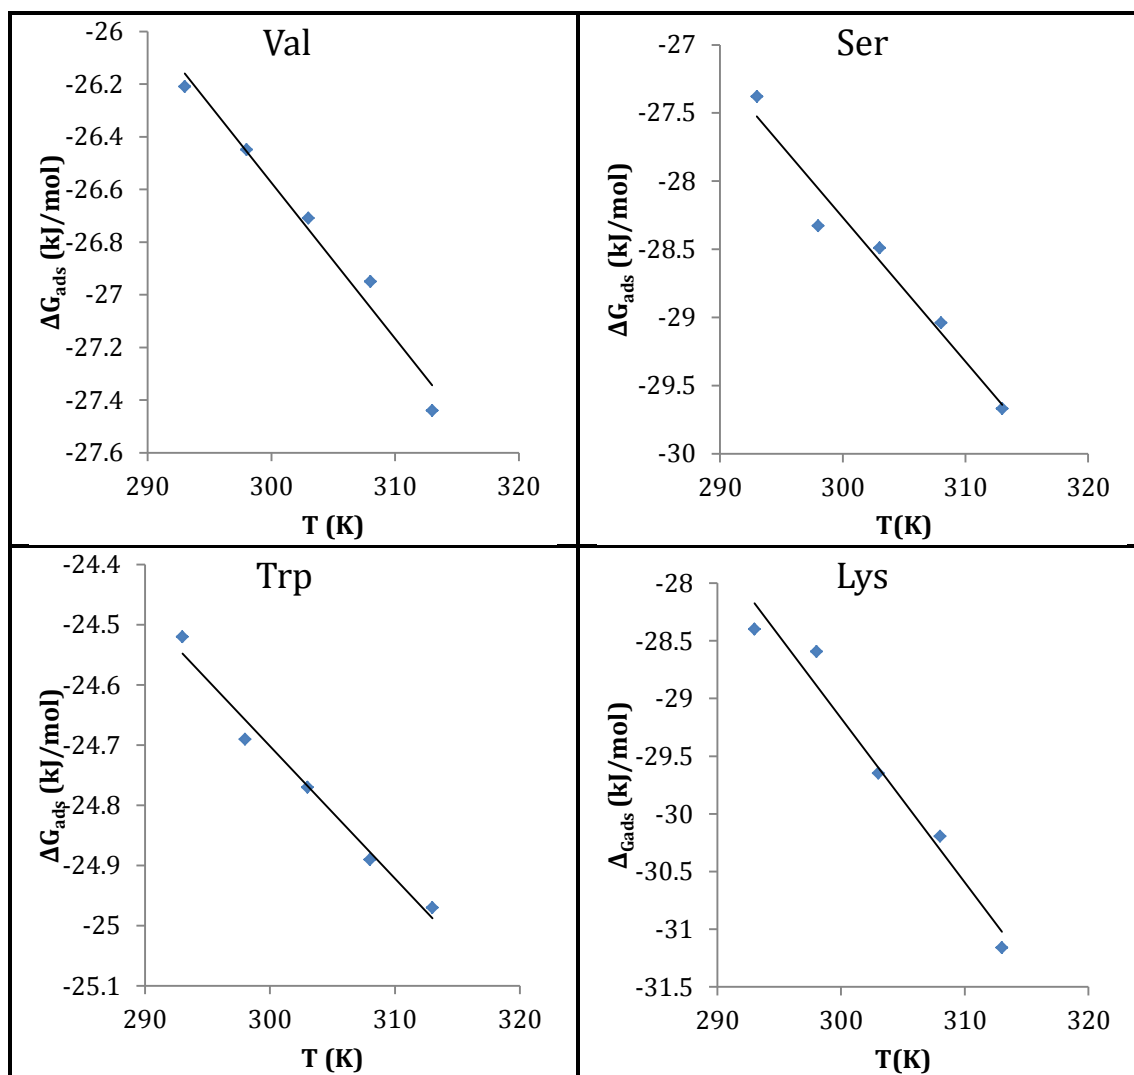 Val
-26
-26.2
-26.4
-26.6
-26.8
-27
-27.2
-27.4
-27.6
ΔGads (kJ/mol)
290 300 310 320
T (K)
Ser
-27
-27.5
-28
-28.5
-29
-29.5
-30
ΔGads (kJ/mol)
290 300 310 320
T(K)
Trp
-24.4
-24.5
-24.6
-24.7
-24.8
-24.9
-25
-25.1
ΔGads (kJ/mol)
290 300 310 320
T (K)
Lys
-28
-28.5
-29
-29.5
-30
-30.5
-31
-31.5
ΔGads (kJ/mol)
290 300 310 320
T(K)